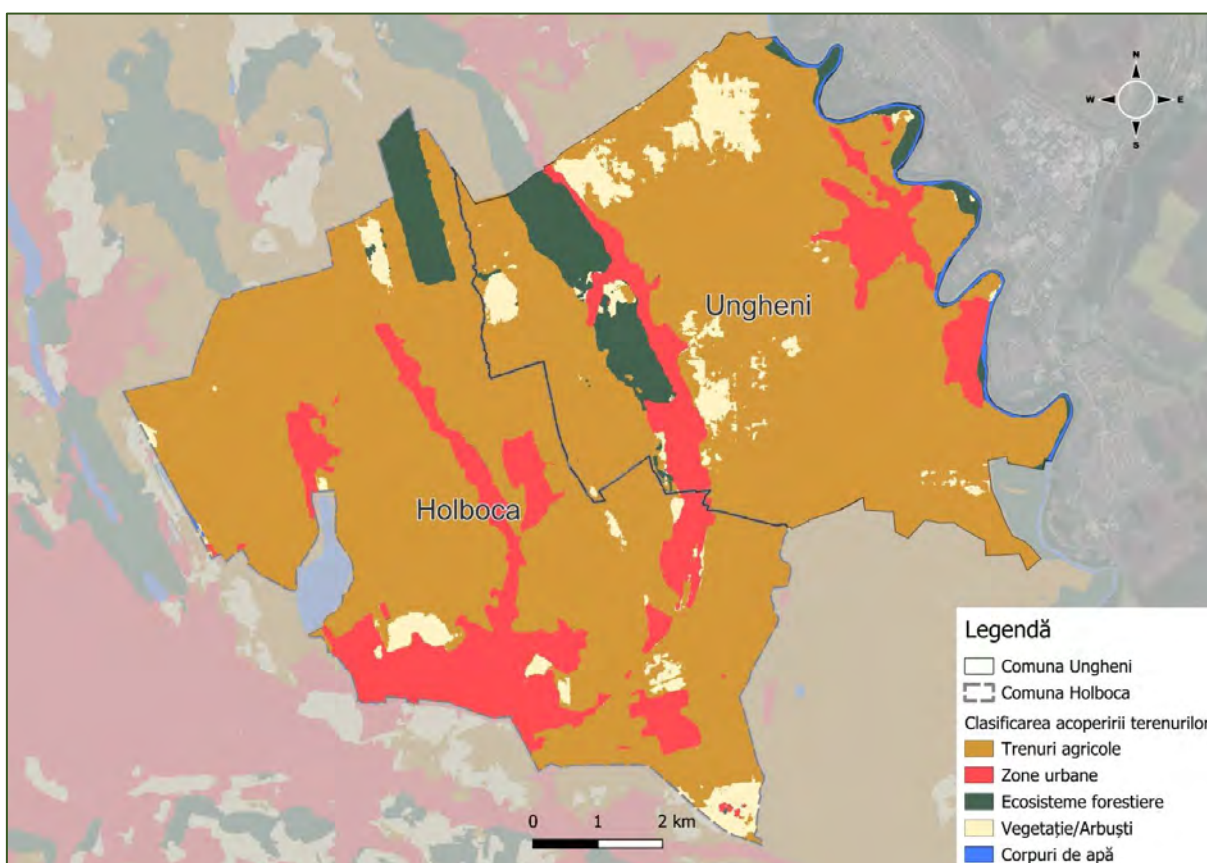 N
W E
S
Ungheni
Holboca
Legendă
Comuna Ungheni
Comuna Holboca
Clasificarea acoperirii terenurilor
Trenuri agricole
Zone urbane
Ecosisteme forestiere
Vegetație/Arbuști
Corpuri de apă
0 1 2 km